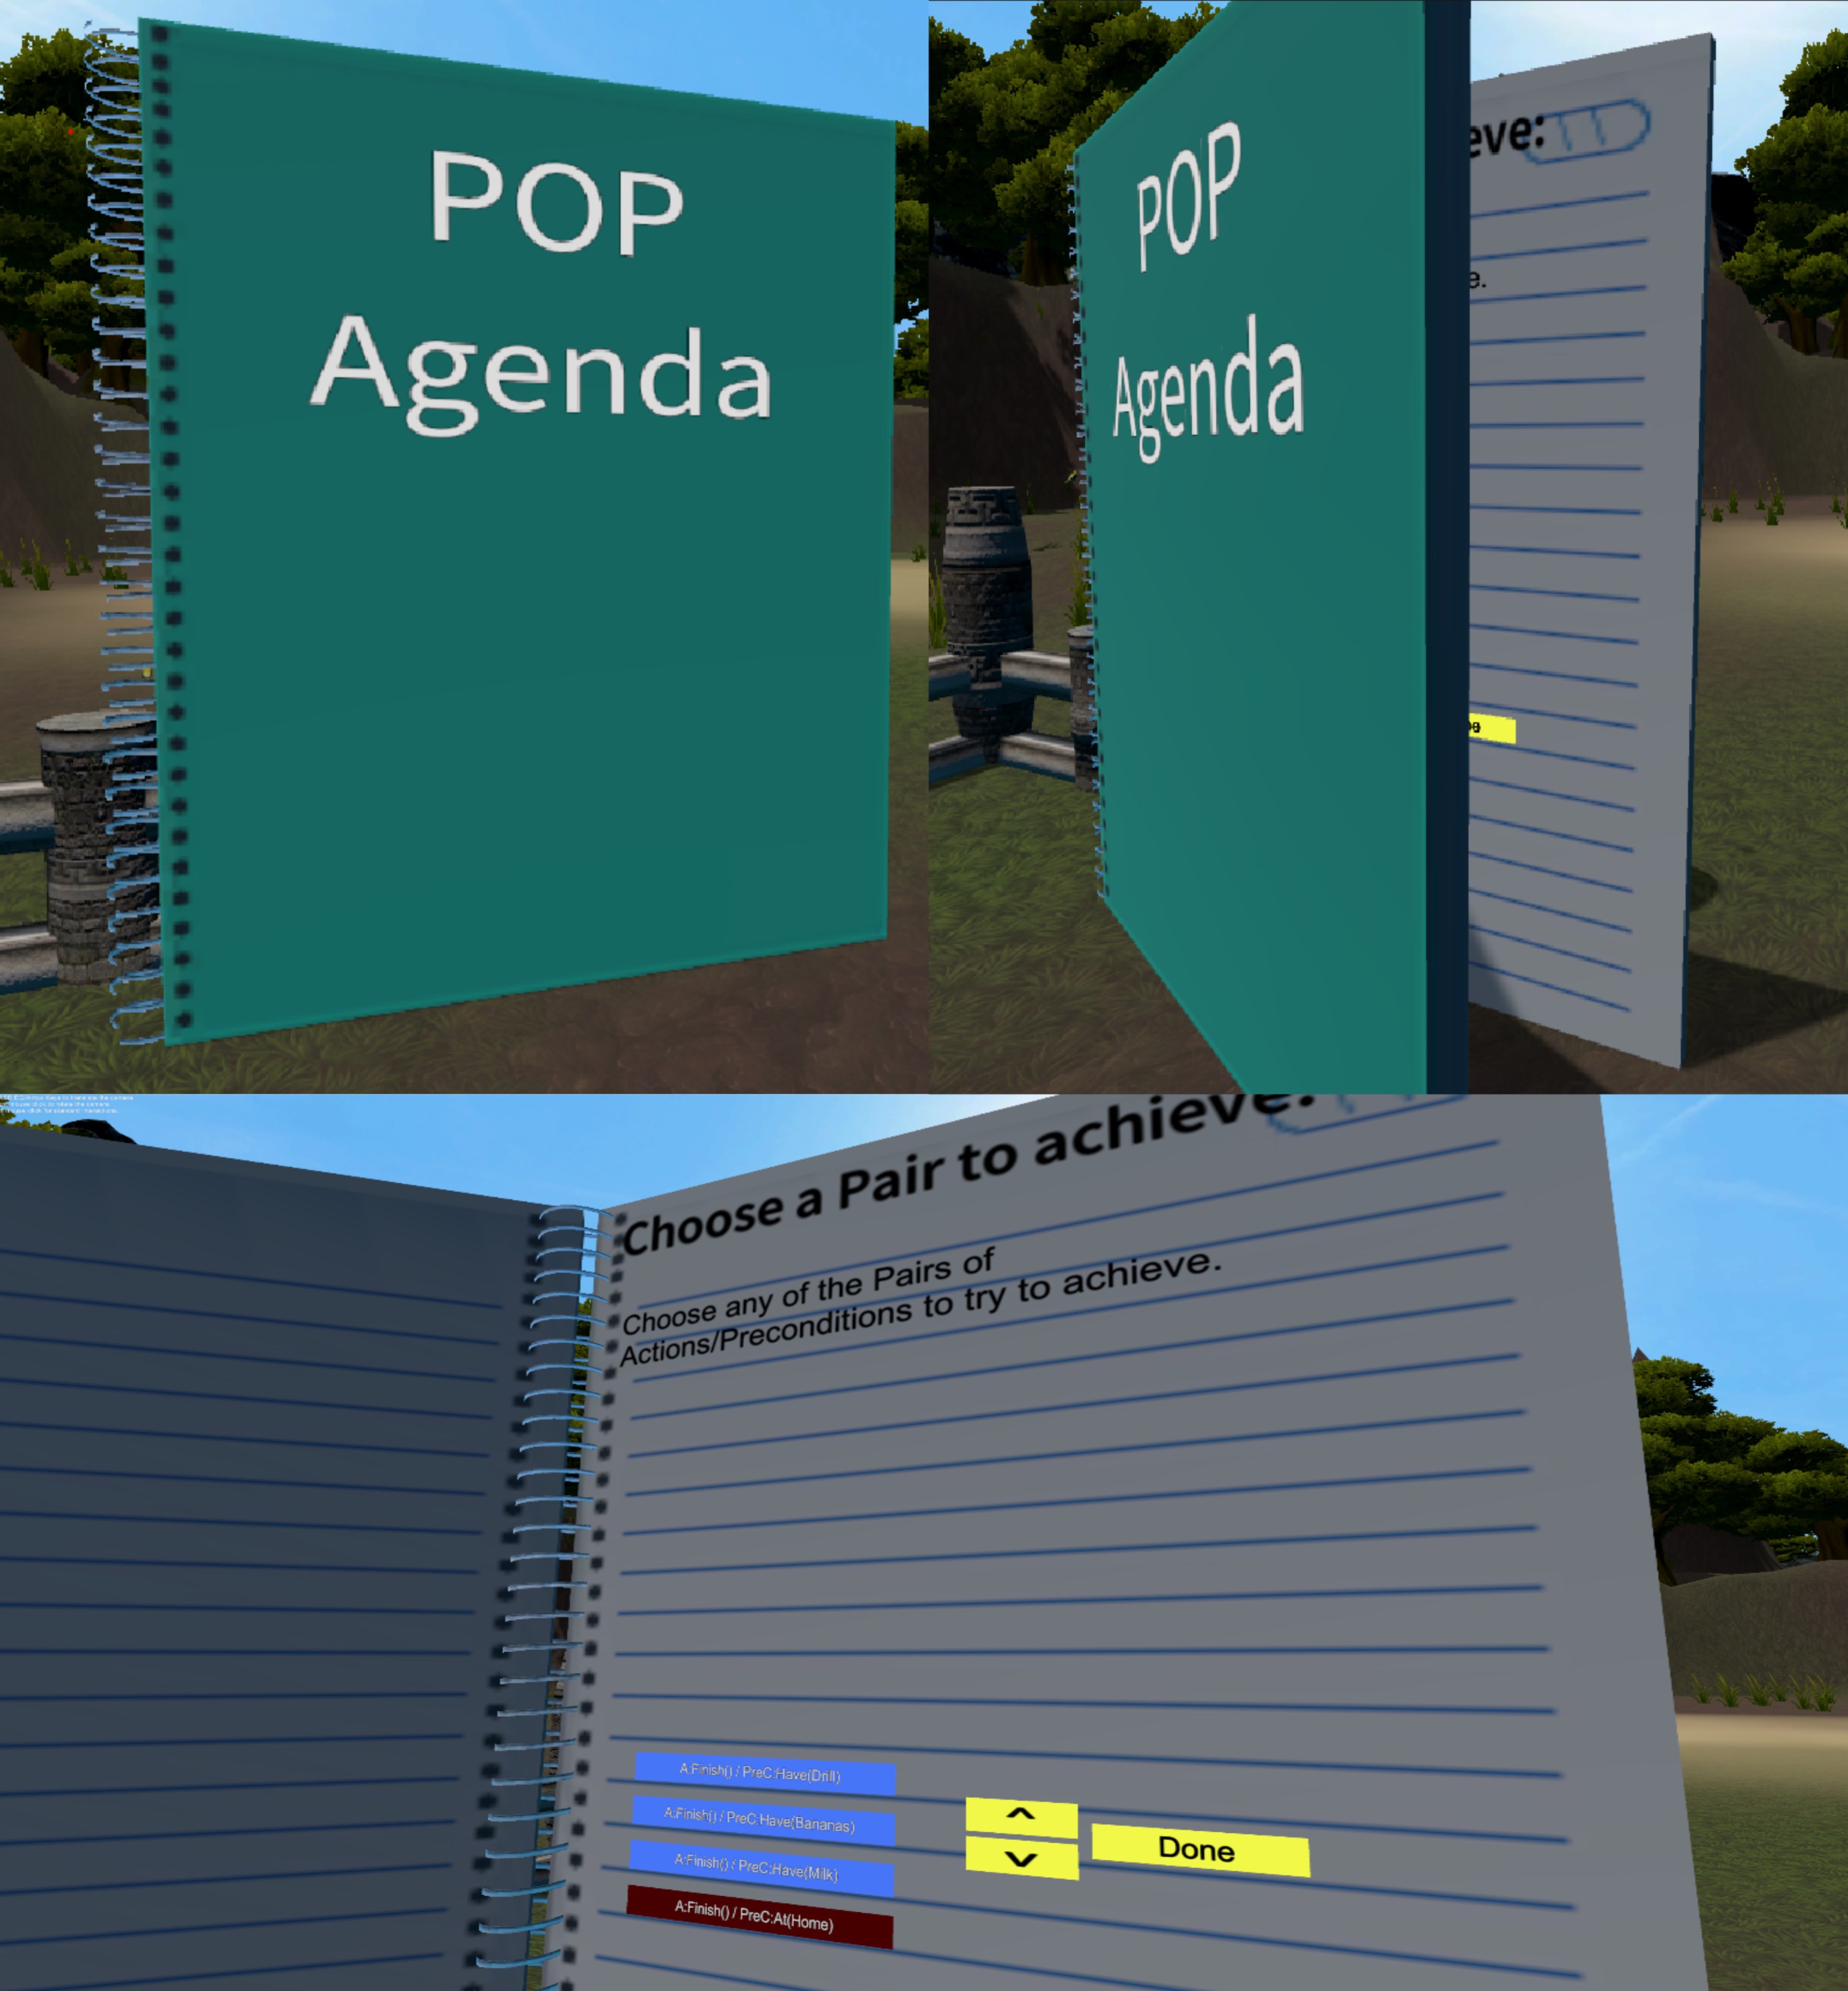 POP
Agenda
POP
Agenda
eve:
e.
Choose a Pair to achieve:
Choose any of the Pairs of
Actions/Preconditions to try to achieve.
A:Finish() / PreC:Have(Drill)
A:Finish() / PreC:Have(Bananas)
A:Finish() / PreC:Have(Milk)
A:Finish() / PreC:At(Home)
Done